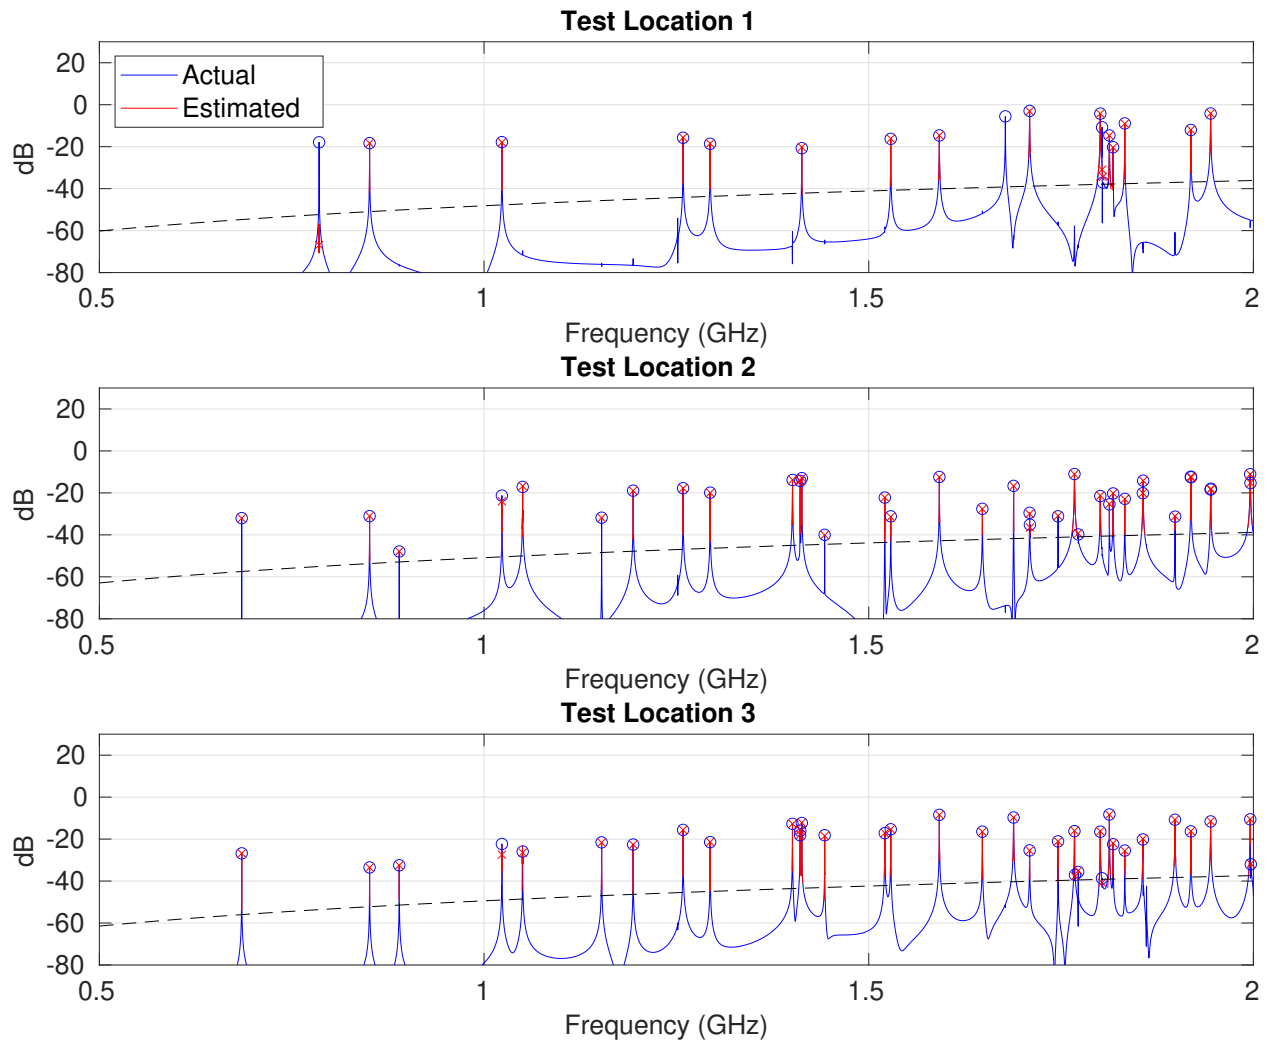 Test Location 1
20
0
-20
-40
-60
-80
dB
Actual
Estimated
0.5 1 1.5 2
Frequency (GHz)
Test Location 2
20
0
-20
-40
-60
-80
dB
0.5 1 1.5 2
Frequency (GHz)
Test Location 3
20
0
-20
-40
-60
-80
dB
0.5 1 1.5 2
Frequency (GHz)